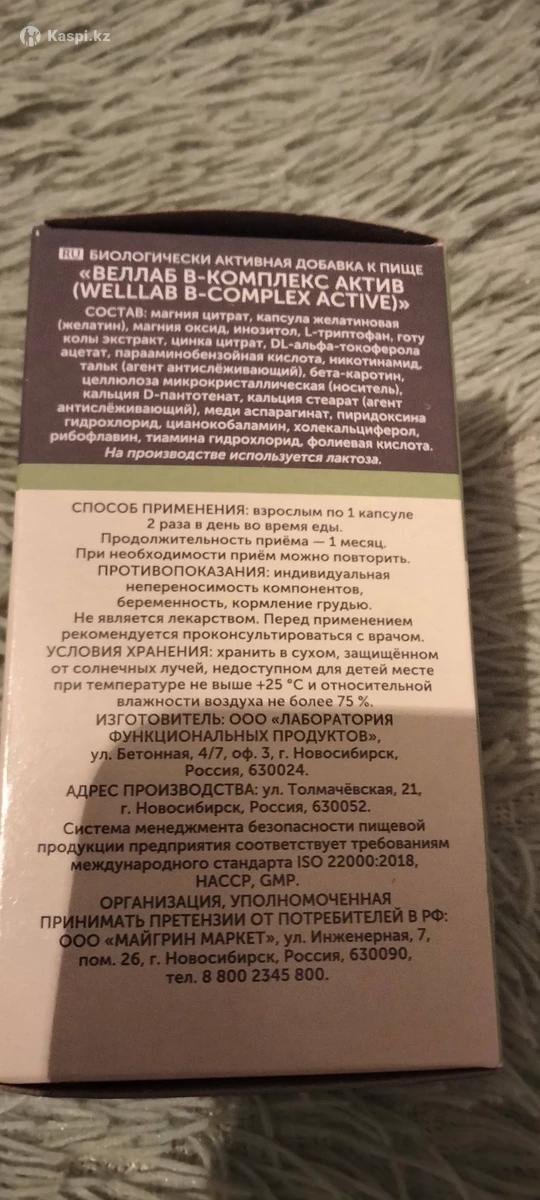 Kaspi.kz
RU БИОЛОГИЧЕСКИ АКТИВНАЯ ДОБАВКА К ПИЩЕ
«ВЕЛЛАБ В-КОМПЛЕКС АКТИВ
(WELLLAB B-COMPLEX ACTIVE)»
СОСТАВ: магния цитрат, капсула желатиновая
(желатин), магния оксид, инозитол, L-триптофан, готу
колы экстракт, цинка цитрат, DL-альфа-токоферола
ацетат, парааминобензойная кислота, никотинамид,
тальк (агент антислёживающий), бета-каротин,
целлюлоза микрокристаллическая (носитель),
кальция D-пантотенат, кальция стеарат (агент
антислёживающий), меди аспарагинат, пиридоксина
гидрохлорид, цианокобаламин, холекальциферол,
рибофлавин, тиамина гидрохлорид, фолиевая кислота.
На производстве используется лактоза.
СПОСОБ ПРИМЕНЕНИЯ: взрослым по 1 капсуле
2 раза в день во время еды.
Продолжительность приёма — 1 месяц.
При необходимости приём можно повторить.
ПРОТИВОПОКАЗАНИЯ: индивидуальная
непереносимость компонентов,
беременность, кормление грудью.
Не является лекарством. Перед применением
рекомендуется проконсультироваться с врачом.
УСЛОВИЯ ХРАНЕНИЯ: хранить в сухом, защищённом
от солнечных лучей, недоступном для детей месте
при температуре не выше +25 °С и относительной
влажности воздуха не более 75 %.
ИЗГОТОВИТЕЛЬ: ООО «ЛАБОРАТОРИЯ
ФУНКЦИОНАЛЬНЫХ ПРОДУКТОВ»,
ул. Бетонная, 4/7, оф. 3, г. Новосибирск,
Россия, 630024.
АДРЕС ПРОИЗВОДСТВА: ул. Толмачёвская, 21,
г. Новосибирск, Россия, 630052.
Система менеджмента безопасности пищевой
продукции предприятия соответствует требованиям
международного стандарта ISO 22000:2018,
HACCP, GMP.
ОРГАНИЗАЦИЯ, УПОЛНОМОЧЕННАЯ
ПРИНИМАТЬ ПРЕТЕНЗИИ ОТ ПОТРЕБИТЕЛЕЙ В РФ:
ООО «МАЙГРИН МАРКЕТ», ул. Инженерная, 7,
пом. 26, г. Новосибирск, Россия, 630090,
тел. 8 800 2345 800.